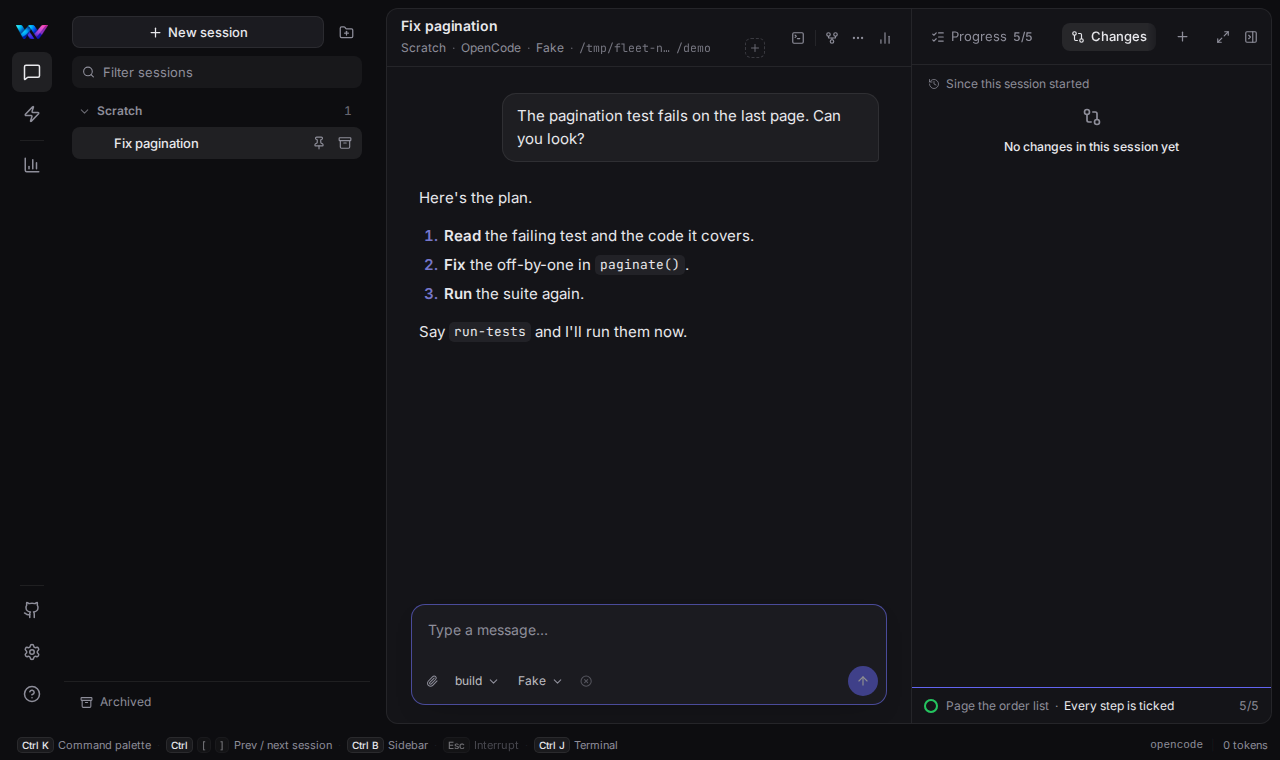 New session
Filter sessions
Scratch 1
Fix pagination
Archived
Fix pagination
Scratch · OpenCode · Fake · /tmp/fleet-n… /demo
The pagination test fails on the last page. Can
you look?
Here's the plan.
1. Read the failing test and the code it covers.
2. Fix the off-by-one in paginate().
3. Run the suite again.
Say run-tests and I'll run them now.
Type a message...
build Fake
Progress 5/5 Changes
Since this session started
No changes in this session yet
Page the order list · Every step is ticked 5/5
Ctrl K Command palette Ctrl [ ] Prev / next session Ctrl B Sidebar Esc Interrupt Ctrl J Terminal opencode 0 tokens